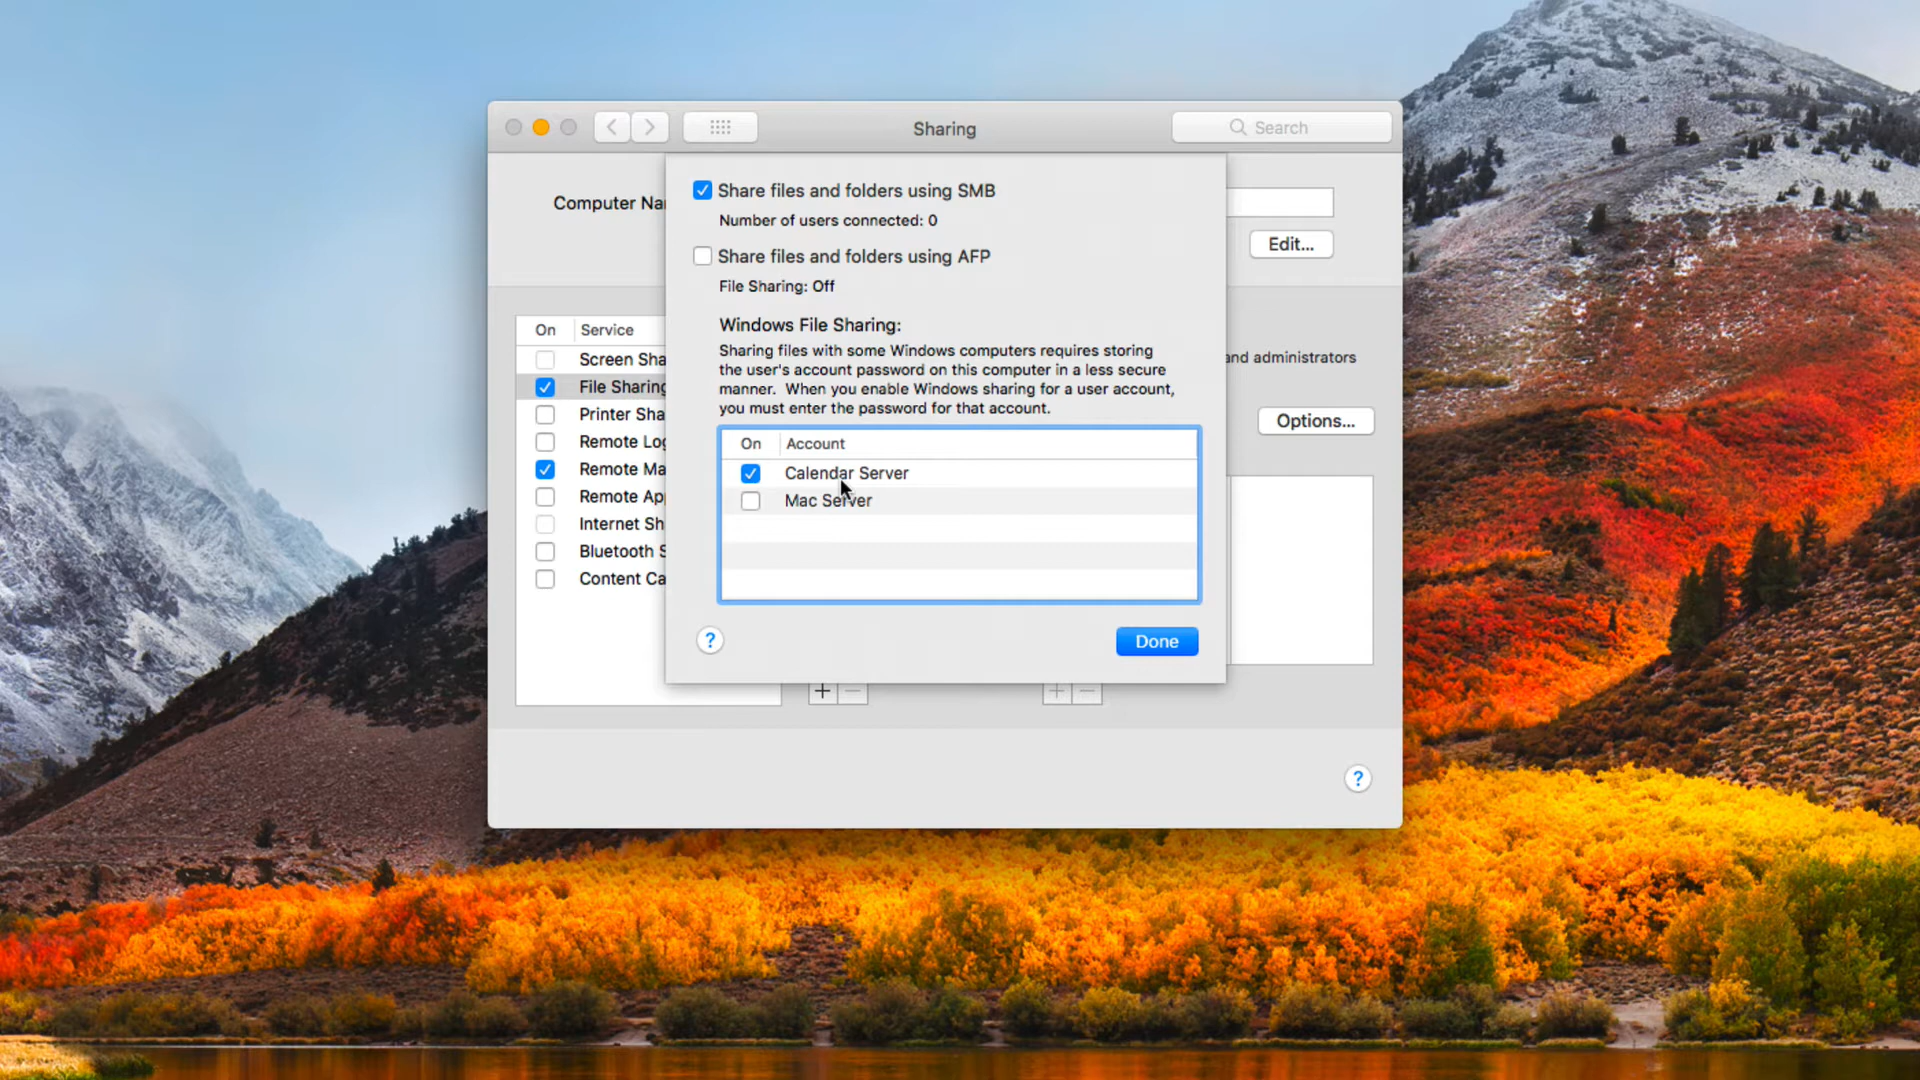 Sharing
Search
Computer Na
Edit...
Share files and folders using SMB
Number of users connected: 0
Share files and folders using AFP
File Sharing: Off
Windows File Sharing:
Sharing files with some Windows computers requires storing
the user's account password on this computer in a less secure
manner. When you enable Windows sharing for a user account,
you must enter the password for that account.
On Account
Calendar Server
Mac Server
?
Done
On Service
Screen Sha
File Sharing
Printer Sha
Remote Log
Remote Ma
Remote Ap
Internet Sh
Bluetooth S
Content Ca
and administrators
Options...
+ −
+ −
?